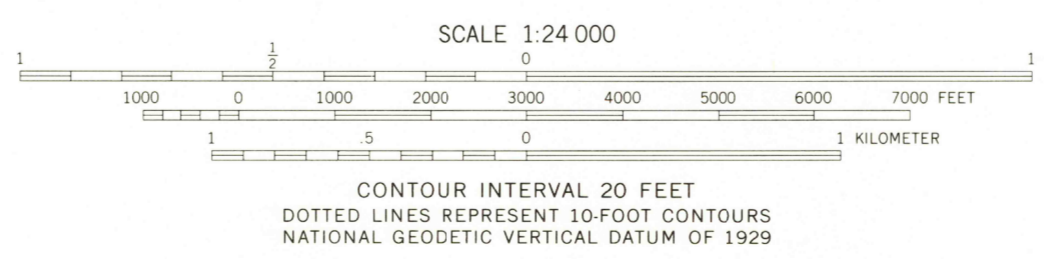 SCALE 1:24 000
1 1/2 0 1
1000 0 1000 2000 3000 4000 5000 6000 7000 FEET
1 .5 0 1 KILOMETER
CONTOUR INTERVAL 20 FEET
DOTTED LINES REPRESENT 10-FOOT CONTOURS
NATIONAL GEODETIC VERTICAL DATUM OF 1929